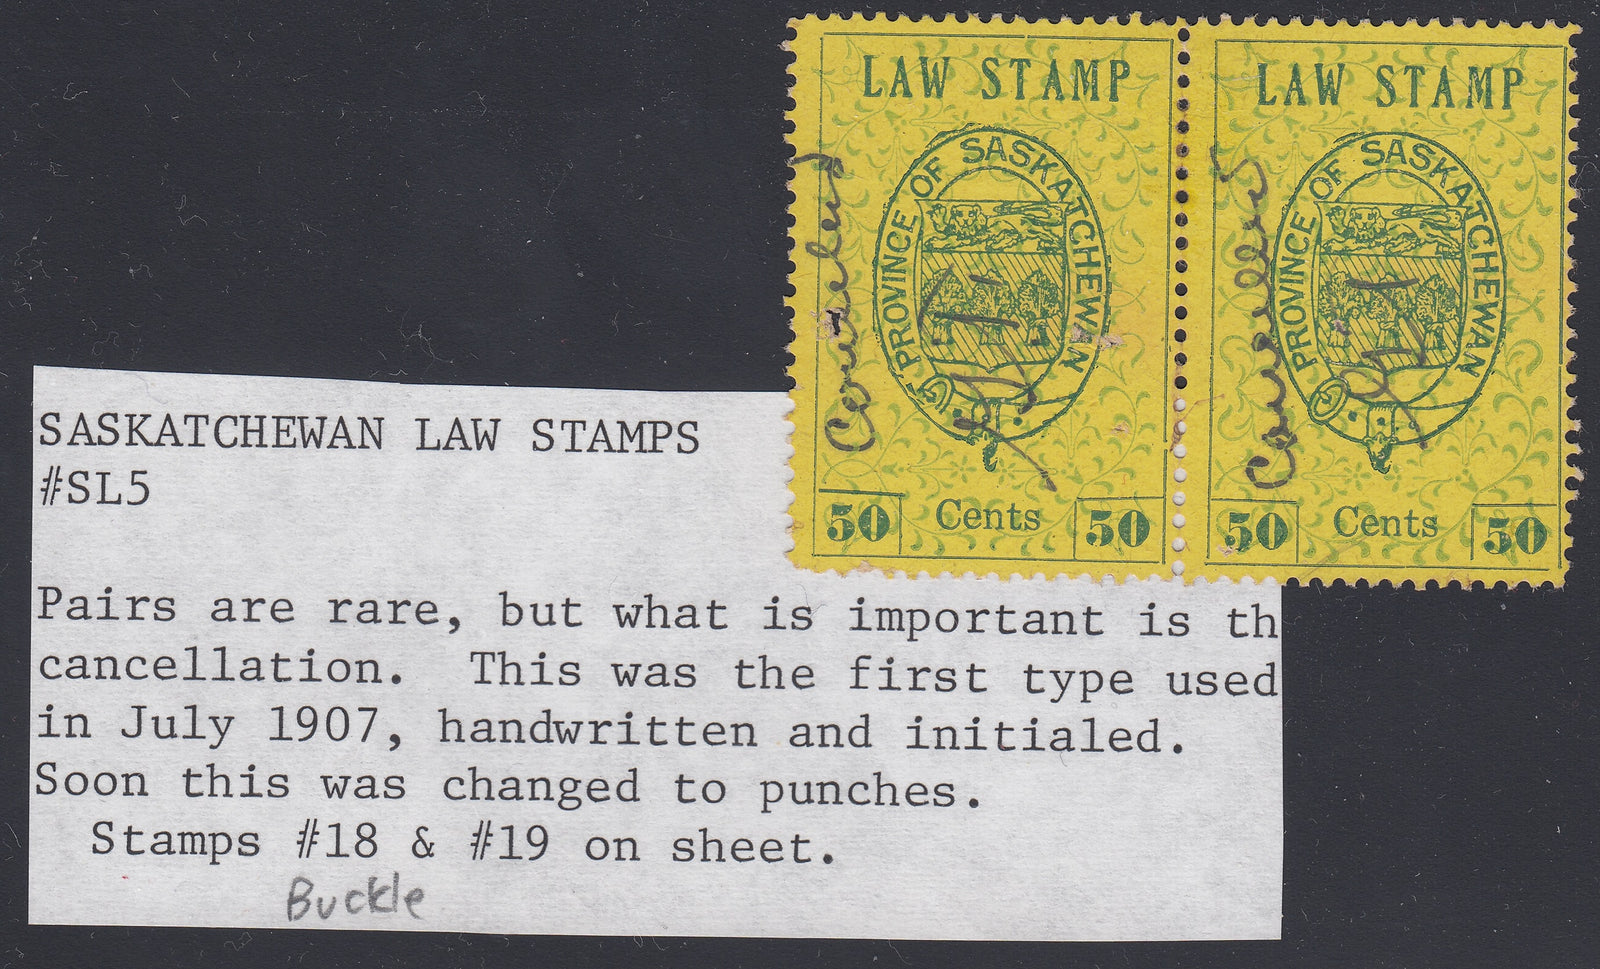 SASKATCHEWAN LAW STAMPS
#SL5
Pairs are rare, but what is important is th
cancellation. This was the first type used
in July 1907, handwritten and initialed.
Soon this was changed to punches.
Stamps #18 & #19 on sheet.
Buckle
LAW STAMP
PROVINCE OF SASKATCHEWAN
50 Cents 50
LAW STAMP
PROVINCE OF SASKATCHEWAN
50 Cents 50